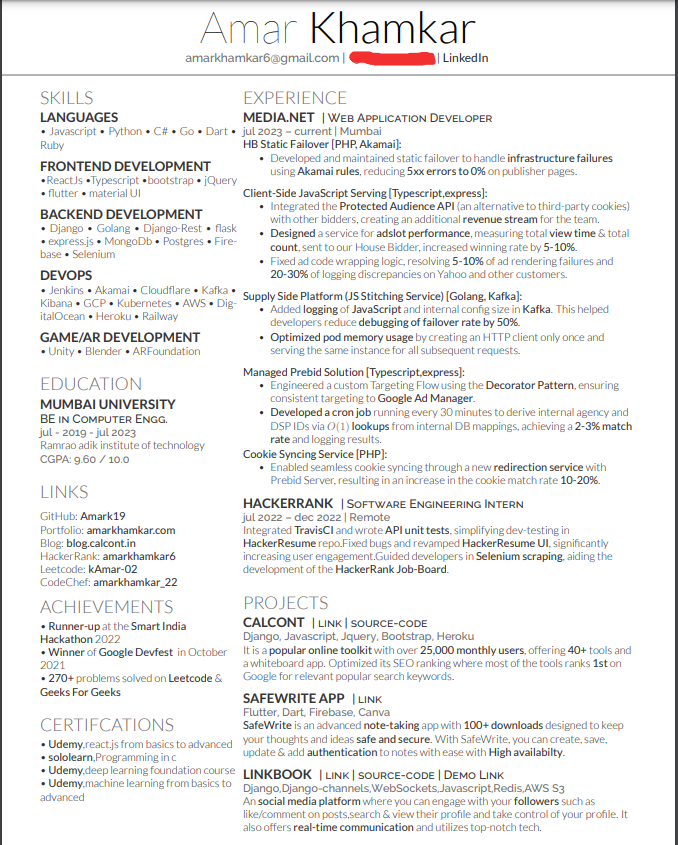 Amar Khamkar
amarkhamkar6@gmail.com | | LinkedIn
SKILLS
LANGUAGES
• Javascript • Python • C# • Go • Dart •
Ruby
FRONTEND DEVELOPMENT
•ReactJs •Typescript •bootstrap • jQuery
• flutter • material UI
BACKEND DEVELOPMENT
• Django • Golang • Django-Rest • flask
• express.js • MongoDb • Postgres • Fire-
base • Selenium
DEVOPS
• Jenkins • Akamai • Cloudflare • Kafka •
Kibana • GCP • Kubernetes • AWS • Dig-
italOcean • Heroku • Railway
GAME/AR DEVELOPMENT
• Unity • Blender • ARFoundation
EDUCATION
MUMBAI UNIVERSITY
BE in Computer Engg.
jul - 2019 - jul 2023
Ramrao adik institute of technology
CGPA: 9.60 / 10.0
LINKS
GitHub: Amark19
Portfolio: amarkhamkar.com
Blog: blog.calcont.in
HackerRank: amarkhamkar6
Leetcode: kAmar-02
CodeChef: amarkhamkar_22
ACHIEVEMENTS
• Runner-up at the Smart India
Hackathon 2022
• Winner of Google Devfest in October
2021
• 270+ problems solved on Leetcode &
Geeks For Geeks
CERTIFCATIONS
• Udemy,react.js from basics to advanced
• sololearn,Programming in c
• Udemy,deep learning foundation course
• Udemy,machine learning from basics to
advanced
EXPERIENCE
MEDIA.NET | Web Application Developer
jul 2023 – current | Mumbai
HB Static Failover [PHP, Akamai]:
• Developed and maintained static failover to handle infrastructure failures
using Akamai rules, reducing 5xx errors to 0% on publisher pages.
Client-Side JavaScript Serving [Typescript,express]:
• Integrated the Protected Audience API (an alternative to third-party cookies)
with other bidders, creating an additional revenue stream for the team.
• Designed a service for adslot performance, measuring total view time & total
count, sent to our House Bidder, increased winning rate by 5-10%.
• Fixed ad code wrapping logic, resolving 5-10% of ad rendering failures and
20-30% of logging discrepancies on Yahoo and other customers.
Supply Side Platform (JS Stitching Service) [Golang, Kafka]:
• Added logging of JavaScript and internal config size in Kafka. This helped
developers reduce debugging of failover rate by 50%.
• Optimized pod memory usage by creating an HTTP client only once and
serving the same instance for all subsequent requests.
Managed Prebid Solution [Typescript,express]:
• Engineered a custom Targeting Flow using the Decorator Pattern, ensuring
consistent targeting to Google Ad Manager.
• Developed a cron job running every 30 minutes to derive internal agency and
DSP IDs via O(1) lookups from internal DB mappings, achieving a 2-3% match
rate and logging results.
Cookie Syncing Service [PHP]:
• Enabled seamless cookie syncing through a new redirection service with
Prebid Server, resulting in an increase in the cookie match rate 10-20%.
HACKERRANK | Software Engineering Intern
jul 2022 – dec 2022 | Remote
Integrated TravisCI and wrote API unit tests, simplifying dev-testing in
HackerResume repo.Fixed bugs and revamped HackerResume UI, significantly
increasing user engagement.Guided developers in Selenium scraping, aiding the
development of the HackerRank Job-Board.
PROJECTS
CALCONT | link | source-code
Django, Javascript, Jquery, Bootstrap, Heroku
It is a popular online toolkit with over 25,000 monthly users, offering 40+ tools and
a whiteboard app. Optimized its SEO ranking where most of the tools ranks 1st on
Google for relevant popular search keywords.
SAFEWRITE APP | link
Flutter, Dart, Firebase, Canva
SafeWrite is an advanced note-taking app with 100+ downloads designed to keep
your thoughts and ideas safe and secure. With SafeWrite, you can create, save,
update & add authentication to notes with ease with High availabilty.
LINKBOOK | link | source-code | Demo Link
Django,Django-channels,WebSockets,Javascript,Redis,AWS S3
An social media platform where you can engage with your followers such as
like/comment on posts,search & view their profile and take control of your profile. It
also offers real-time communication and utilizes top-notch tech.